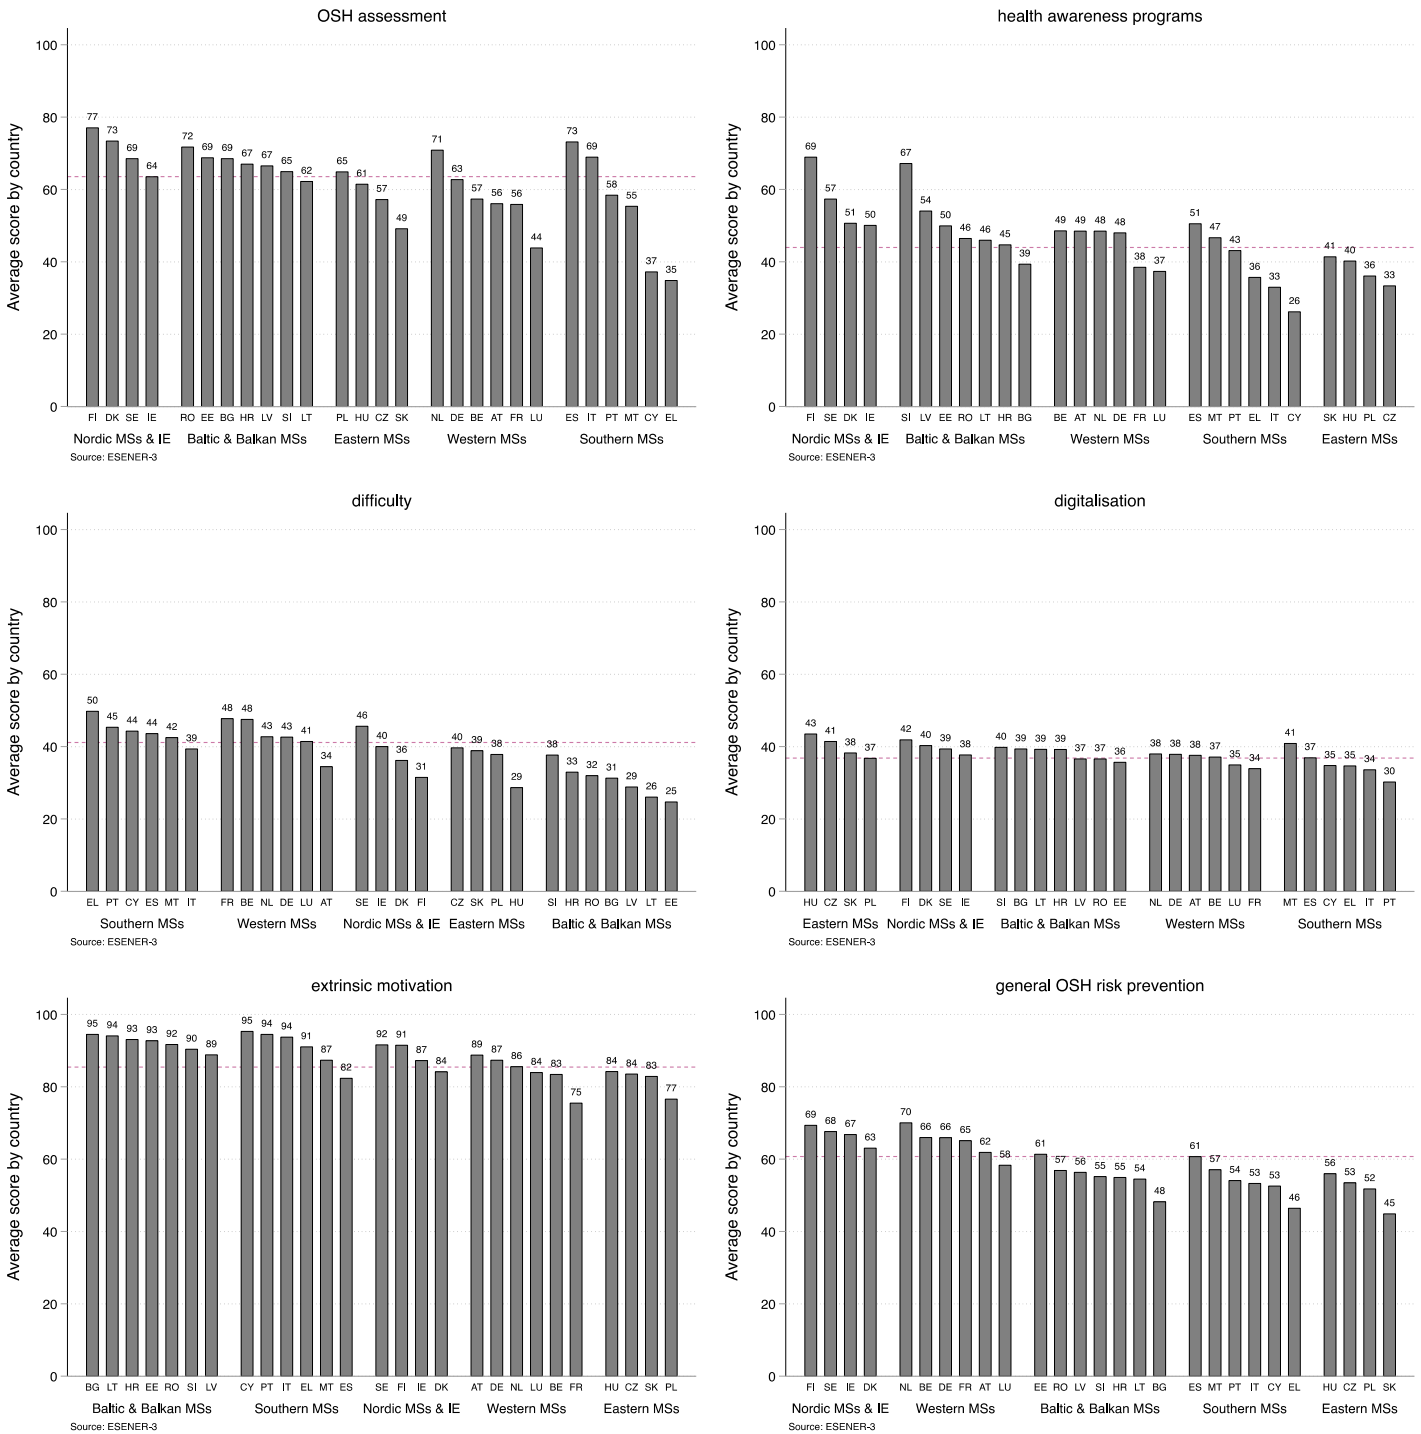 OSH assessment
Average score by country
100
80
60
40
20
0
77 73 69 64 72 69 69 67 67 65 62 65 61 57 49 71 63 57 56 56 44 73 69 58 55 37 35
FI DK SE IE RO EE BG HR LV SI LT PL HU CZ SK NL DE BE AT FR LU ES IT PT MT CY EL
Nordic MSs & IE Baltic & Balkan MSs Eastern MSs Western MSs Southern MSs
Source: ESENER-3
health awareness programs
Average score by country
100
80
60
40
20
0
69 57 51 50 67 54 50 46 46 45 39 49 49 48 48 38 37 51 47 43 36 33 26 41 40 36 33
FI SE DK IE SI LV EE RO LT HR BG BE AT NL DE FR LU ES MT PT EL IT CY SK HU PL CZ
Nordic MSs & IE Baltic & Balkan MSs Western MSs Southern MSs Eastern MSs
Source: ESENER-3
difficulty
Average score by country
100
80
60
40
20
0
50 45 44 44 42 39 48 48 43 43 41 34 46 40 36 31 40 39 38 29 38 33 32 31 29 26 25
EL PT CY ES MT IT FR BE NL DE LU AT SE IE DK FI CZ SK PL HU SI HR RO BG LV LT EE
Southern MSs Western MSs Nordic MSs & IE Eastern MSs Baltic & Balkan MSs
Source: ESENER-3
digitalisation
Average score by country
100
80
60
40
20
0
43 41 38 37 42 40 39 38 40 39 39 39 37 37 36 38 38 38 37 35 34 41 37 35 35 34 30
HU CZ SK PL FI DK SE IE SI BG LT HR LV RO EE NL DE AT BE LU FR MT ES CY EL IT PT
Eastern MSs Nordic MSs & IE Baltic & Balkan MSs Western MSs Southern MSs
Source: ESENER-3
extrinsic motivation
Average score by country
100
80
60
40
20
0
95 94 93 93 92 90 89 95 94 94 91 87 82 92 91 87 84 89 87 86 84 83 75 84 84 83 77
BG LT HR EE RO SI LV CY PT IT EL MT ES SE FI IE DK AT DE NL LU BE FR HU CZ SK PL
Baltic & Balkan MSs Southern MSs Nordic MSs & IE Western MSs Eastern MSs
Source: ESENER-3
general OSH risk prevention
Average score by country
100
80
60
40
20
0
69 68 67 63 70 66 66 65 62 58 61 57 56 55 55 54 48 61 57 54 53 53 46 56 53 52 45
FI SE IE DK NL BE DE FR AT LU EE RO LV SI HR LT BG ES MT PT IT CY EL HU CZ PL SK
Nordic MSs & IE Western MSs Baltic & Balkan MSs Southern MSs Eastern MSs
Source: ESENER-3